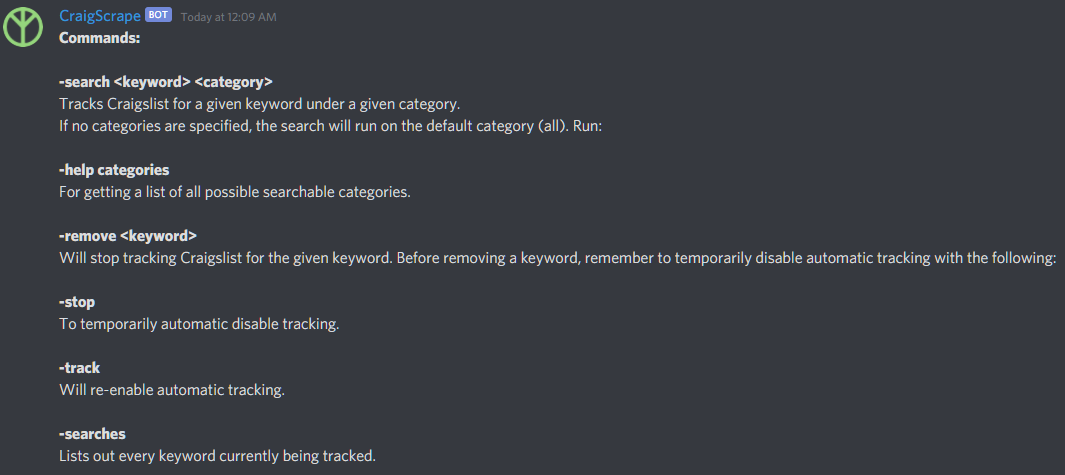 CraigScrape BOT Today at 12:09 AM
Commands:
-search <keyword> <category>
Tracks Craigslist for a given keyword under a given category.
If no categories are specified, the search will run on the default category (all). Run:
-help categories
For getting a list of all possible searchable categories.
-remove <keyword>
Will stop tracking Craigslist for the given keyword. Before removing a keyword, remember to temporarily disable automatic tracking with the following:
-stop
To temporarily automatic disable tracking.
-track
Will re-enable automatic tracking.
-searches
Lists out every keyword currently being tracked.